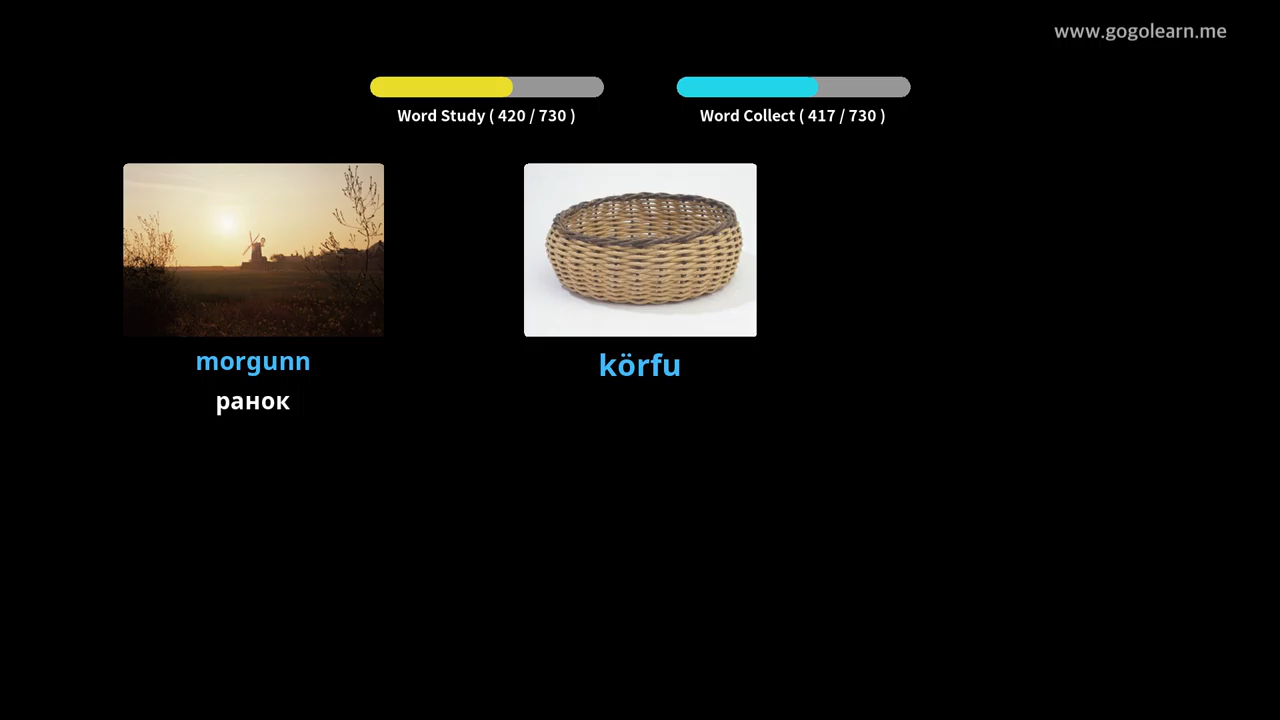 www.gogolearn.me
Word Study ( 420 / 730 )
Word Collect ( 417 / 730 )
morgunn
ранок
körfu